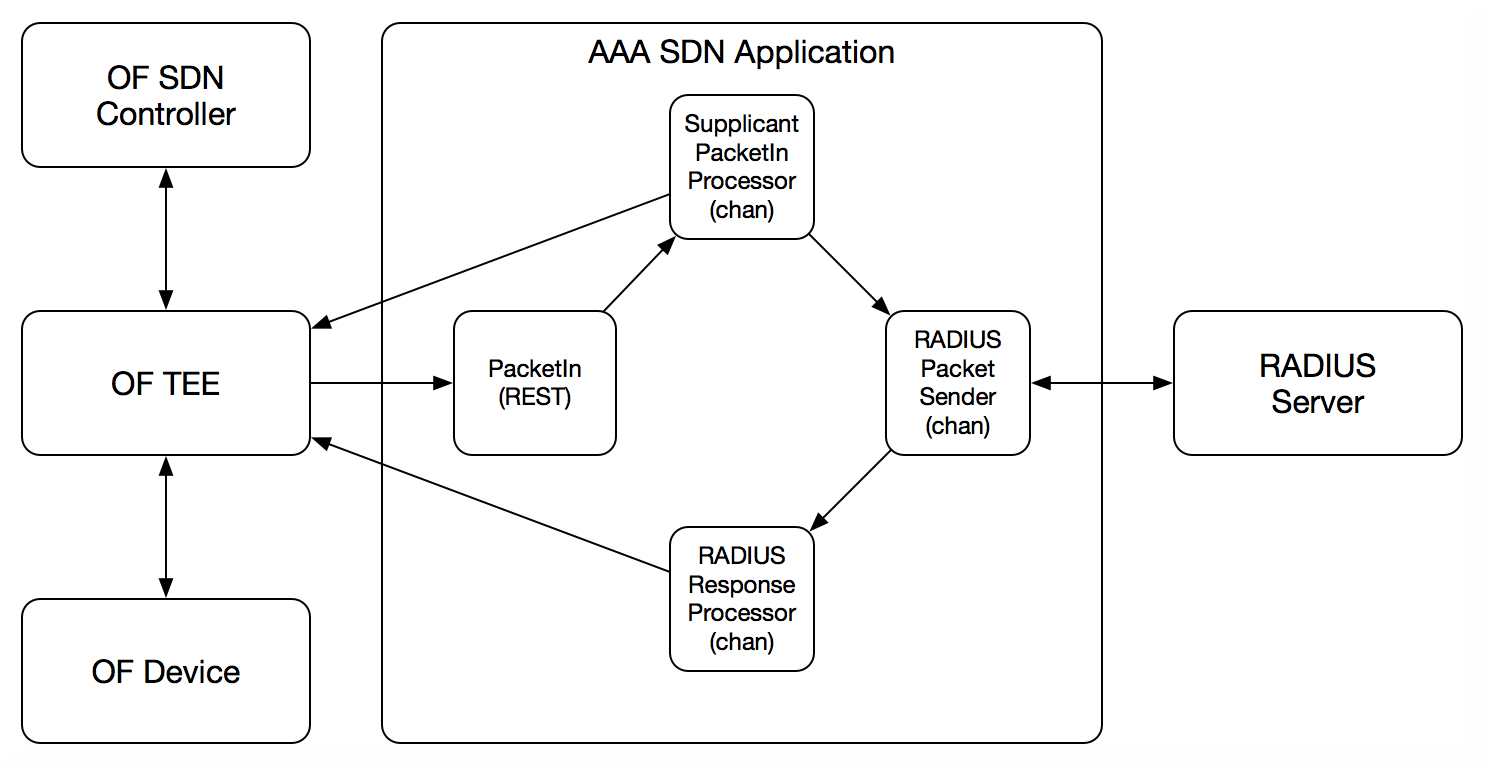 OF SDN
Controller
AAA SDN Application
Supplicant
PacketIn
Processor
(chan)
OF TEE
PacketIn
(REST)
RADIUS
Packet
Sender
(chan)
RADIUS
Server
RADIUS
Response
Processor
(chan)
OF Device